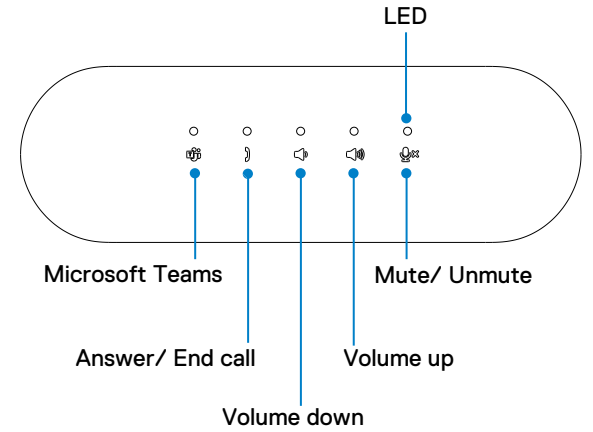 LED
Microsoft Teams
Mute/ Unmute
Answer/ End call
Volume up
Volume down